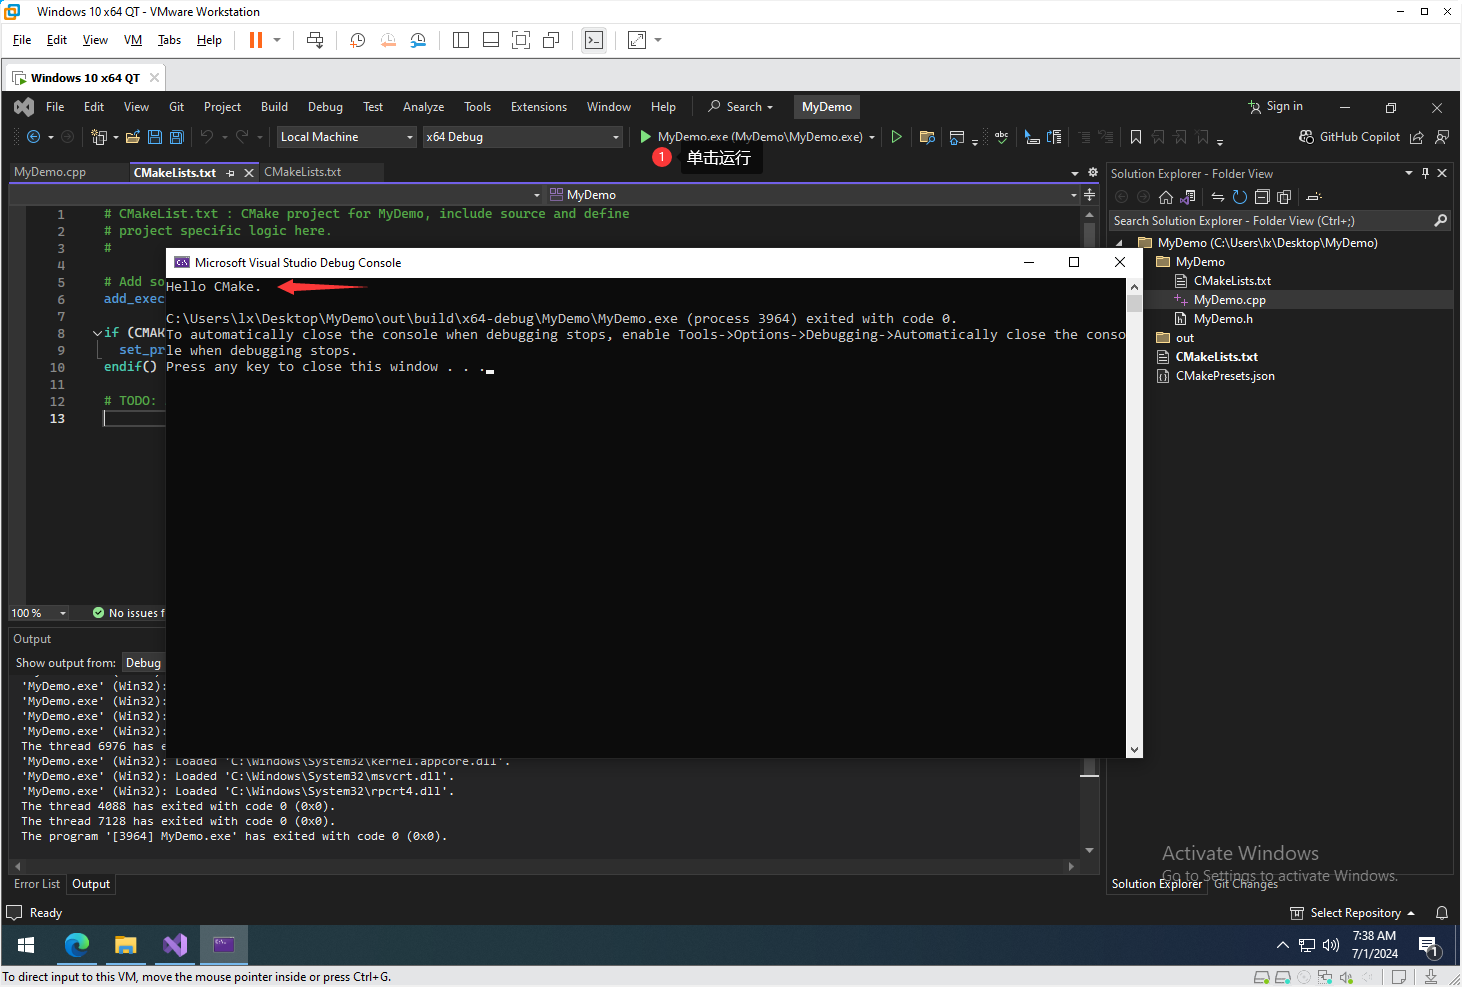 Windows 10 x64 QT - VMware Workstation
File Edit View VM Tabs Help
Windows 10 x64 QT
File Edit View Git Project Build Debug Test Analyze Tools Extensions Window Help Search MyDemo Sign in
Local Machine x64 Debug MyDemo.exe (MyDemo\MyDemo.exe) GitHub Copilot
1 单击运行
MyDemo.cpp CMakeLists.txt CMakeLists.txt
MyDemo
1 # CMakeList.txt : CMake project for MyDemo, include source and define
2 # project specific logic here.
3 #
4
5 # Add so
6 add_exec
7
8 if (CMAK
9 set_pr
10 endif()
11
12 # TODO:
13
Microsoft Visual Studio Debug Console
Hello CMake.
C:\Users\lx\Desktop\MyDemo\out\build\x64-debug\MyDemo\MyDemo.exe (process 3964) exited with code 0.
To automatically close the console when debugging stops, enable Tools->Options->Debugging->Automatically close the conso
le when debugging stops.
Press any key to close this window . . .
Solution Explorer - Folder View
Search Solution Explorer - Folder View (Ctrl+;)
MyDemo (C:\Users\lx\Desktop\MyDemo)
MyDemo
CMakeLists.txt
MyDemo.cpp
MyDemo.h
out
CMakeLists.txt
CMakePresets.json
100 % No issues f
Output
Show output from: Debug
'MyDemo.exe' (Win32):
'MyDemo.exe' (Win32):
'MyDemo.exe' (Win32):
'MyDemo.exe' (Win32):
The thread 6976 has e
'MyDemo.exe' (Win32): Loaded 'C:\Windows\System32\kernel.appcore.dll'.
'MyDemo.exe' (Win32): Loaded 'C:\Windows\System32\msvcrt.dll'.
'MyDemo.exe' (Win32): Loaded 'C:\Windows\System32\rpcrt4.dll'.
The thread 4088 has exited with code 0 (0x0).
The thread 7128 has exited with code 0 (0x0).
The program '[3964] MyDemo.exe' has exited with code 0 (0x0).
Error List Output
Activate Windows
Go to Settings to activate Windows.
Solution Explorer Git Changes
Ready
Select Repository
7:38 AM
7/1/2024
1
To direct input to this VM, move the mouse pointer inside or press Ctrl+G.